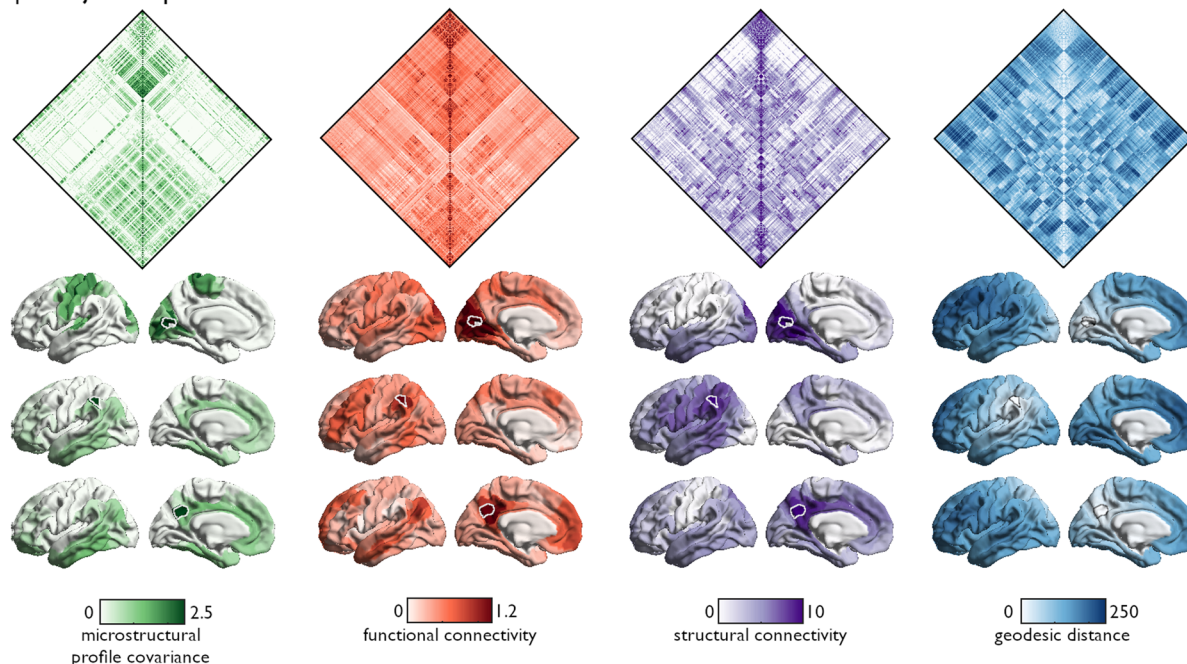 0 2.5
microstructural
profile covariance
0 1.2
functional connectivity
0 10
structural connectivity
0 250
geodesic distance